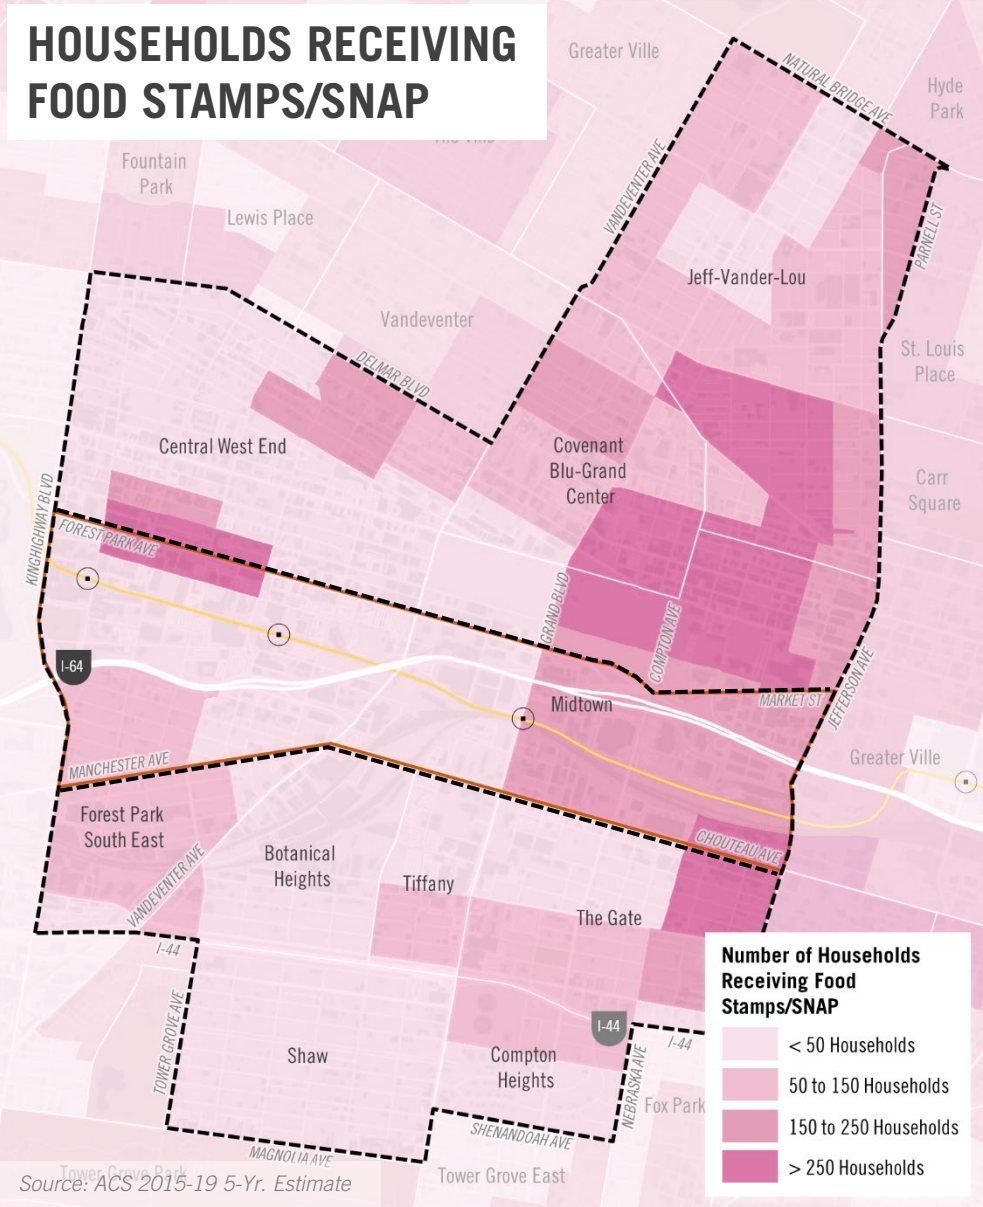 HOUSEHOLDS RECEIVING
FOOD STAMPS/SNAP
Greater Ville
NATURAL BRIDGE AVE
Hyde
Park
Fountain
Park
Lewis Place
VANDEVENTER AVE
PARNELL ST
Jeff-Vander-Lou
Vandeventer
DELMAR BLVD
St. Louis
Place
Central West End
Covenant
Blu-Grand
Center
Carr
Square
KINGHIGHWAY BLVD
FOREST PARK AVE
GRAND BLVD
COMPTON AVE
I-64
Midtown
MARKET ST
JEFFERSON AVE
MANCHESTER AVE
Greater Ville
Forest Park
South East
CHOUTEAU AVE
VANDEVENTER AVE
Botanical
Heights
Tiffany
The Gate
I-44
Number of Households
Receiving Food
Stamps/SNAP
< 50 Households
50 to 150 Households
150 to 250 Households
> 250 Households
TOWER GROVE AVE
Shaw
Compton
Heights
I-44
I-44
NEBRASKA AVE
Fox Park
SHENANDOAH AVE
MAGNOLIA AVE
Tower Grove Park
Tower Grove East
Source: ACS 2015-19 5-Yr. Estimate